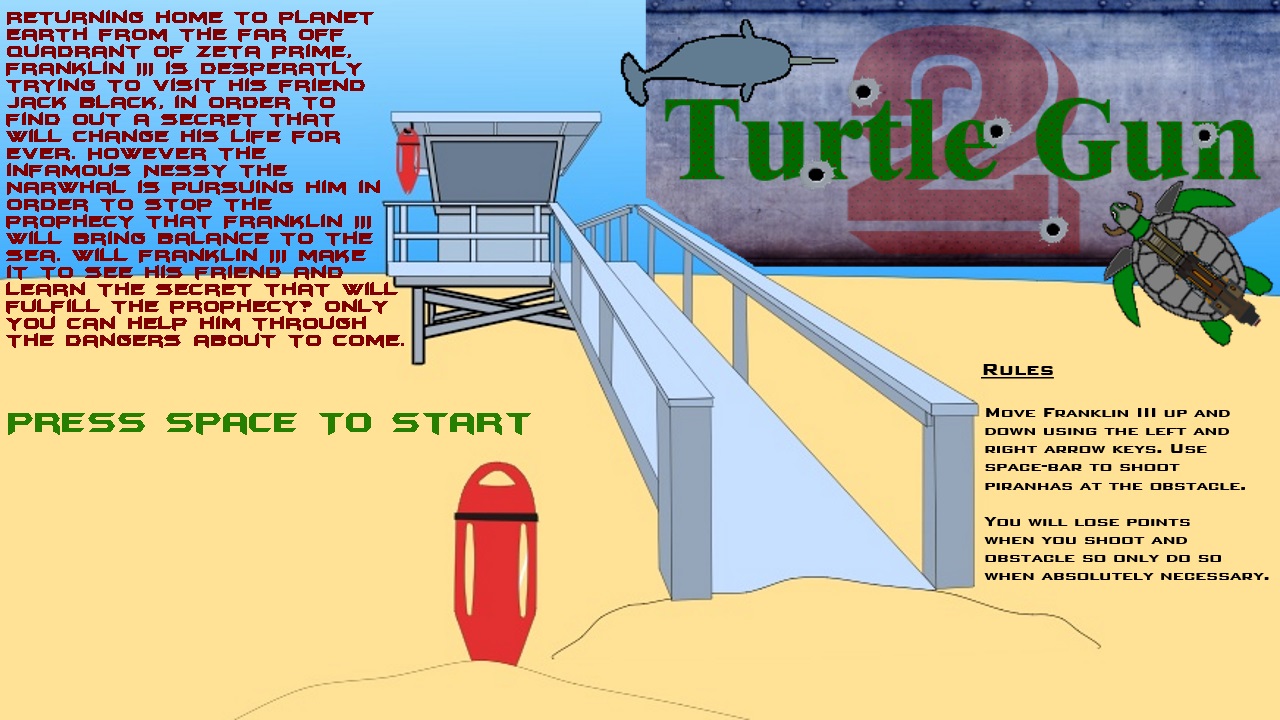 RETURNING HOME TO PLANET
EARTH FROM THE FAR OFF
QUADRANT OF ZETA PRIME,
FRANKLIN III IS DESPERATLY
TRYING TO VISIT HIS FRIEND
JACK BLACK, IN ORDER TO
FIND OUT A SECRET THAT
WILL CHANGE HIS LIFE FOR
EVER. HOWEVER THE
INFAMOUS NESSY THE
NARWHAL IS PURSUING HIM IN
ORDER TO STOP THE
PROPHECY THAT FRANKLIN III
WILL BRING BALANCE TO THE
SEA. WILL FRANKLIN III MAKE
IT TO SEE HIS FRIEND AND
LEARN THE SECRET THAT WILL
FULFILL THE PROPHECY? ONLY
YOU CAN HELP HIM THROUGH
THE DANGERS ABOUT TO COME.
PRESS SPACE TO START
2
Turtle Gun
RULES
MOVE FRANKLIN III UP AND
DOWN USING THE LEFT AND
RIGHT ARROW KEYS. USE
SPACE-BAR TO SHOOT
PIRANHAS AT THE OBSTACLE.
YOU WILL LOSE POINTS
WHEN YOU SHOOT AND
OBSTACLE SO ONLY DO SO
WHEN ABSOLUTELY NECESSARY.